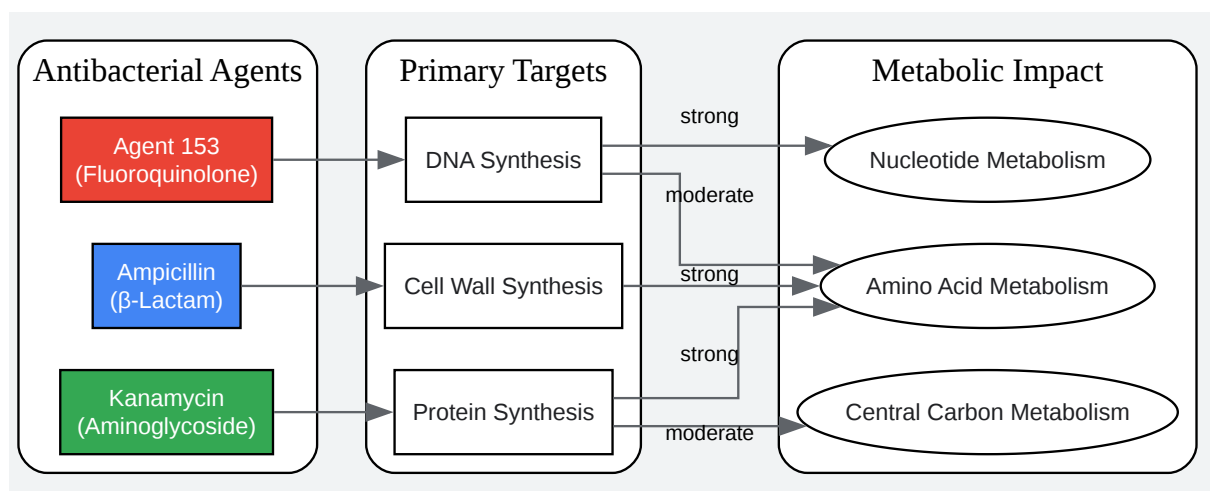 Antibacterial Agents
Agent 153
(Fluoroquinolone)
Ampicillin
(β-Lactam)
Kanamycin
(Aminoglycoside)
Primary Targets
DNA Synthesis
Cell Wall Synthesis
Protein Synthesis
strong
moderate
strong
strong
moderate
Metabolic Impact
Nucleotide Metabolism
Amino Acid Metabolism
Central Carbon Metabolism